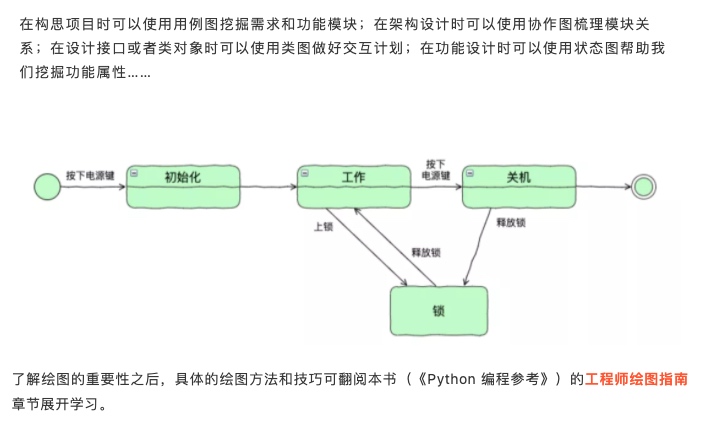 在构思项目时可以使用用例图挖掘需求和功能模块；在架构设计时可以使用协作图梳理模块关
系；在设计接口或者类对象时可以使用类图做好交互计划；在功能设计时可以使用状态图帮助我
们挖掘功能属性……
按下电源键
初始化
工作
按下
电源键
关机
上锁
释放锁
释放锁
锁
了解绘图的重要性之后，具体的绘图方法和技巧可翻阅本书（《Python 编程参考》）的工程师绘图指南
章节展开学习。